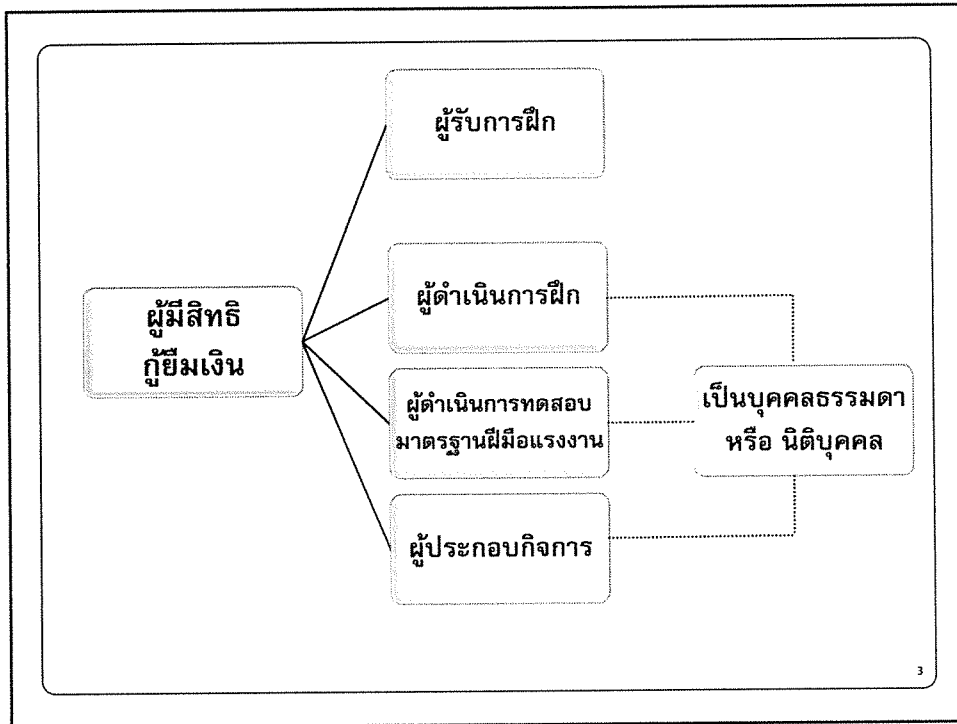 ผู้รับการฝึก
ผู้มีสิทธิ
กู้ยืมเงิน
ผู้ดำเนินการฝึก
ผู้ดำเนินการทดสอบ
มาตรฐานฝีมือแรงงาน
ผู้ประกอบกิจการ
เป็นบุคคลธรรมดา
หรือ นิติบุคคล
3